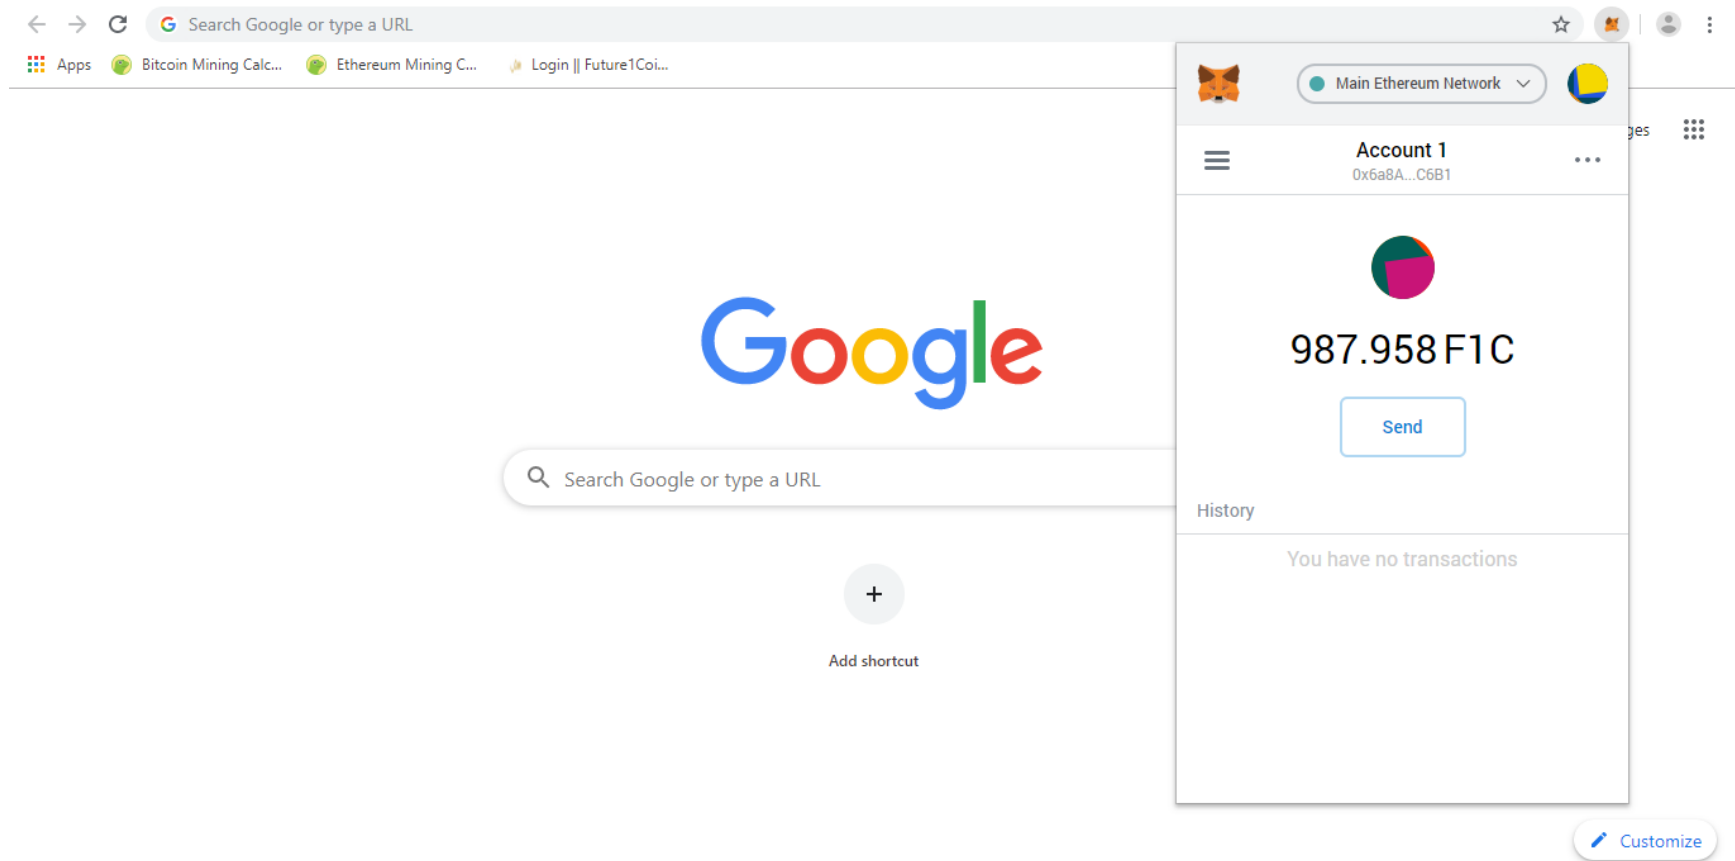 Search Google or type a URL
Apps
Bitcoin Mining Calc...
Ethereum Mining C...
Login || Future1Coi...
Main Ethereum Network
Account 1
0x6a8A...C6B1
987.958 F1C
Send
History
You have no transactions
Google
Search Google or type a URL
+
Add shortcut
Customize